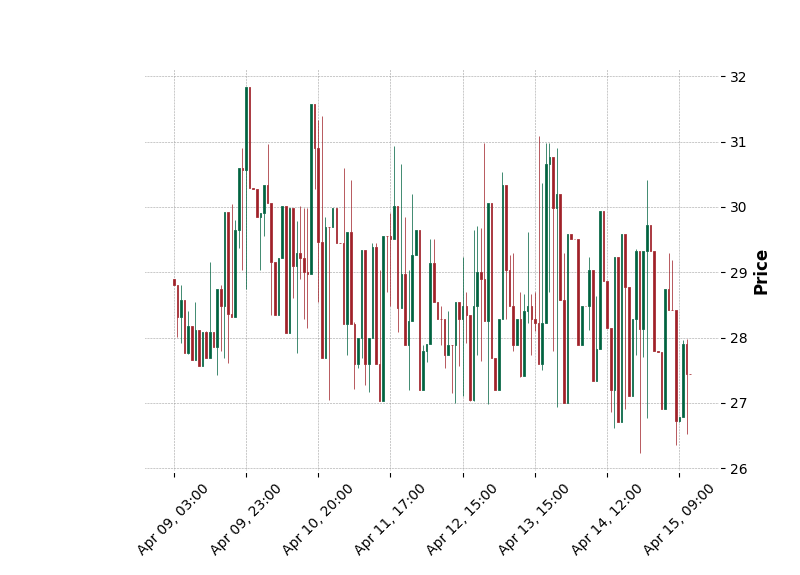 32
31
30
29
28
27
26
Price
Apr 09, 03:00
Apr 09, 23:00
Apr 10, 20:00
Apr 11, 17:00
Apr 12, 15:00
Apr 13, 15:00
Apr 14, 12:00
Apr 15, 09:00